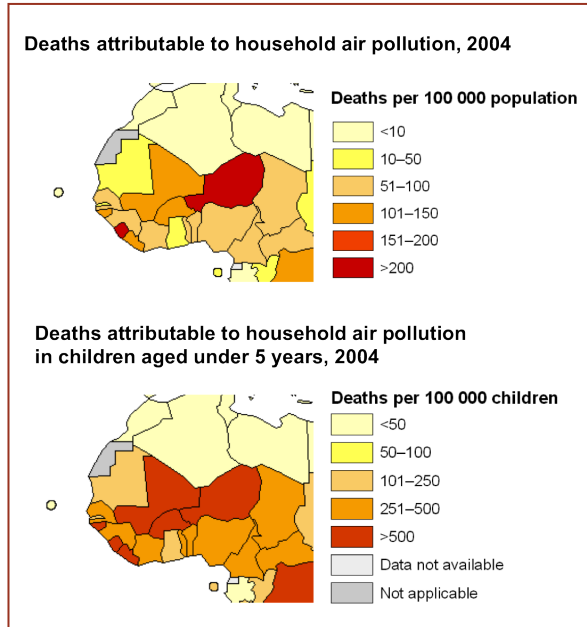 Deaths attributable to household air pollution, 2004
Deaths per 100 000 population
<10
10–50
51–100
101–150
151–200
>200
Deaths attributable to household air pollution
in children aged under 5 years, 2004
Deaths per 100 000 children
<50
50–100
101–250
251–500
>500
Data not available
Not applicable